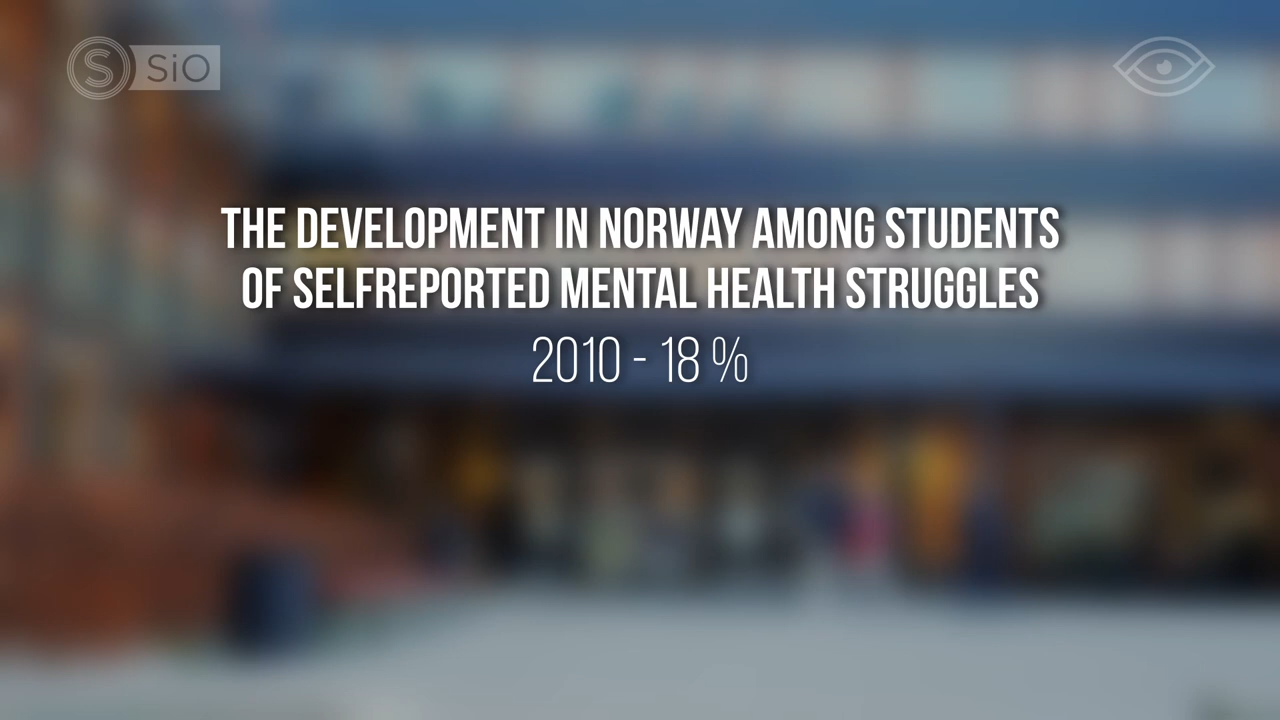 S SiO
THE DEVELOPMENT IN NORWAY AMONG STUDENTS
OF SELFREPORTED MENTAL HEALTH STRUGGLES
2010 - 18 %